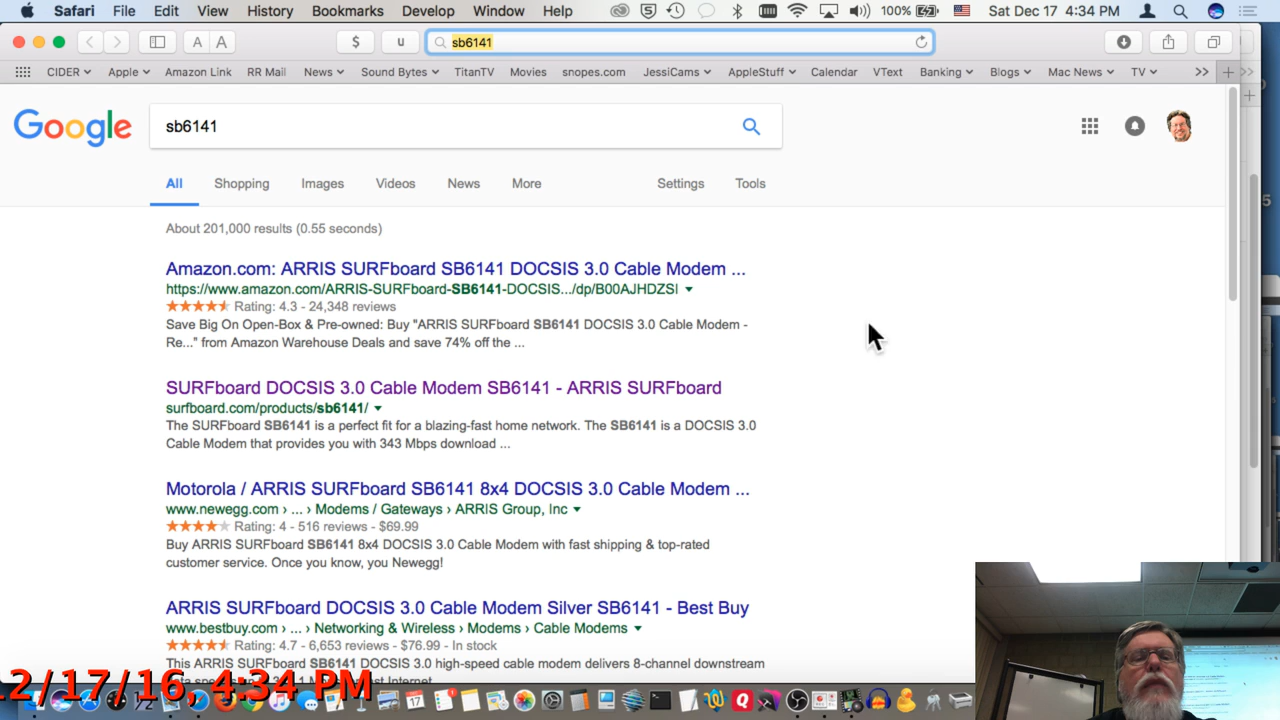 Safari File Edit View History Bookmarks Develop Window Help 100% Sat Dec 17 4:34 PM
$ u sb6141
CIDER Apple Amazon Link RR Mail News Sound Bytes TitanTV Movies snopes.com JessiCams AppleStuff Calendar VText Banking Blogs Mac News TV >> +
Google sb6141
All Shopping Images Videos News More Settings Tools
About 201,000 results (0.55 seconds)
Amazon.com: ARRIS SURFboard SB6141 DOCSIS 3.0 Cable Modem ...
https://www.amazon.com/ARRIS-SURFboard-SB6141-DOCSIS.../dp/B00AJHDZSI
Rating: 4.3 - 24,348 reviews
Save Big On Open-Box & Pre-owned: Buy "ARRIS SURFboard SB6141 DOCSIS 3.0 Cable Modem -
Re..." from Amazon Warehouse Deals and save 74% off the ...
SURFboard DOCSIS 3.0 Cable Modem SB6141 - ARRIS SURFboard
surfboard.com/products/sb6141/
The SURFboard SB6141 is a perfect fit for a blazing-fast home network. The SB6141 is a DOCSIS 3.0
Cable Modem that provides you with 343 Mbps download ...
Motorola / ARRIS SURFboard SB6141 8x4 DOCSIS 3.0 Cable Modem ...
www.newegg.com › ... › Modems / Gateways › ARRIS Group, Inc
Rating: 4 - 516 reviews - $69.99
Buy ARRIS SURFboard SB6141 8x4 DOCSIS 3.0 Cable Modem with fast shipping & top-rated
customer service. Once you know, you Newegg!
ARRIS SURFboard DOCSIS 3.0 Cable Modem Silver SB6141 - Best Buy
www.bestbuy.com › ... › Networking & Wireless › Modems › Cable Modems
Rating: 4.7 - 6,653 reviews - $76.99 - In stock
This ARRIS SURFboard SB6141 DOCSIS 3.0 high-speed cable modem delivers 8-channel downstream
2/17/16, 4:34 PM